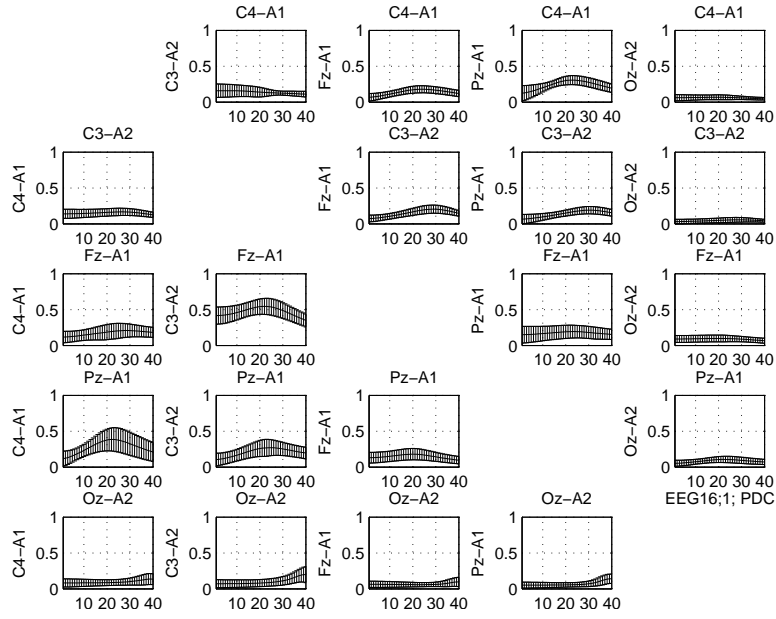 C4−A1 C4−A1 C4−A1 C4−A1
C3−A2 Fz−A1 Pz−A1 Oz−A2
1 1 1 1
0.5 0.5 0.5 0.5
0 0 0 0
10 20 30 40 10 20 30 40 10 20 30 40 10 20 30 40
C3−A2 C3−A2 C3−A2 C3−A2
C4−A1 Fz−A1 Pz−A1 Oz−A2
1 1 1 1
0.5 0.5 0.5 0.5
0 0 0 0
10 20 30 40 10 20 30 40 10 20 30 40 10 20 30 40
Fz−A1 Fz−A1 Fz−A1 Fz−A1
C4−A1 C3−A2 Pz−A1 Oz−A2
1 1 1 1
0.5 0.5 0.5 0.5
0 0 0 0
10 20 30 40 10 20 30 40 10 20 30 40 10 20 30 40
Pz−A1 Pz−A1 Pz−A1 Pz−A1
C4−A1 C3−A2 Fz−A1 Oz−A2
1 1 1 1
0.5 0.5 0.5 0.5
0 0 0 0
10 20 30 40 10 20 30 40 10 20 30 40 10 20 30 40
Oz−A2 Oz−A2 Oz−A2 Oz−A2 EEG16;1; PDC
C4−A1 C3−A2 Fz−A1 Pz−A1
1 1 1 1
0.5 0.5 0.5 0.5
0 0 0 0
10 20 30 40 10 20 30 40 10 20 30 40 10 20 30 40